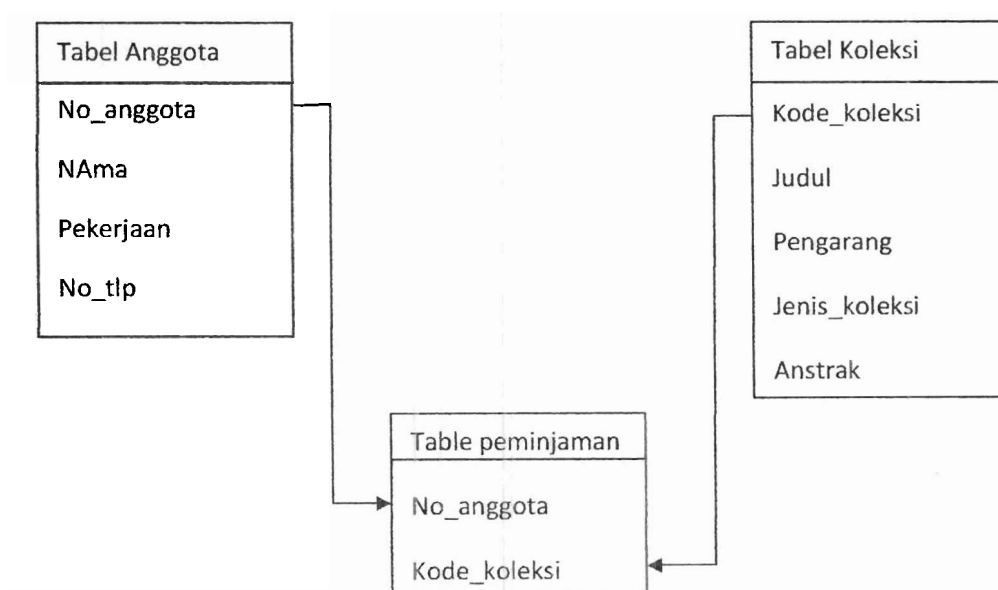 Tabel Anggota
No_anggota
NAma
Pekerjaan
No_tlp
Tabel Koleksi
Kode_koleksi
Judul
Pengarang
Jenis_koleksi
Anstrak
Table peminjaman
No_anggota
Kode_koleksi